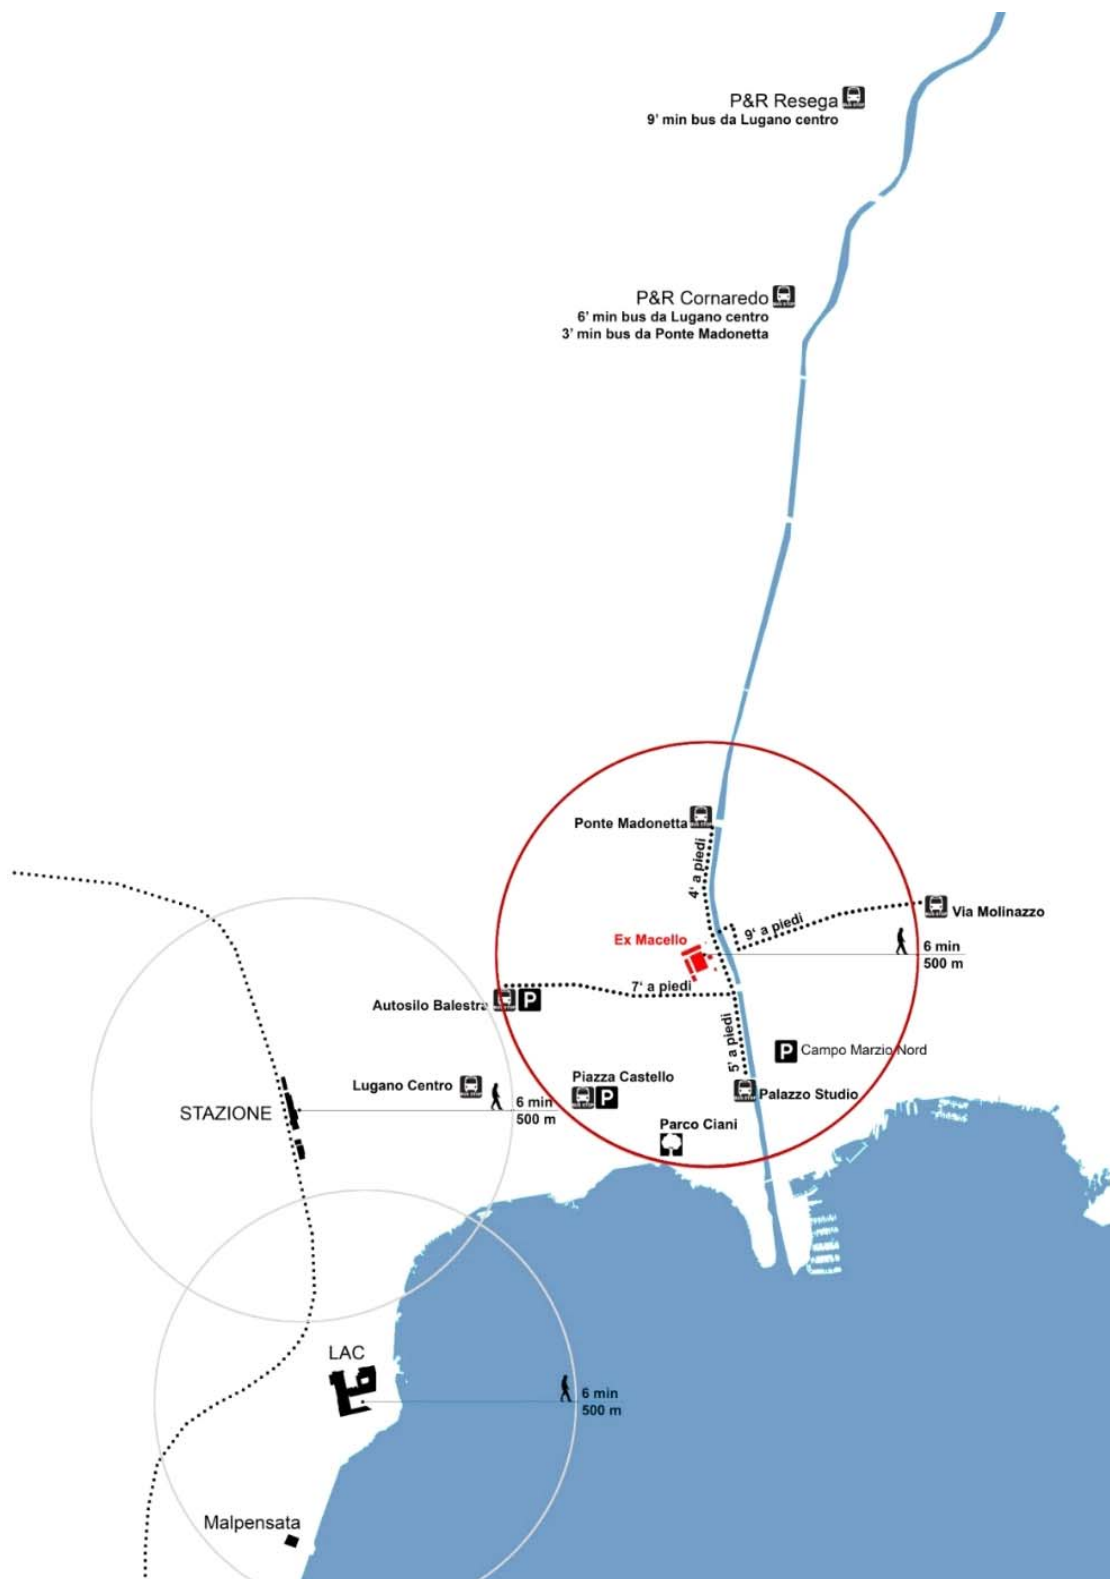 P&R Resega
9' min bus da Lugano centro
P&R Cornaredo
6' min bus da Lugano centro
3' min bus da Ponte Madonetta
Ponte Madonetta
4' a piedi
Via Molinazzo
9' a piedi
Ex Macello
6 min
500 m
7' a piedi
Autosilo Balestra
P
5' a piedi
P
Campo Marzio Nord
Piazza Castello
Lugano Centro
P
Palazzo Studio
6 min
500 m
STAZIONE
Parco Ciani
LAC
6 min
500 m
Malpensata